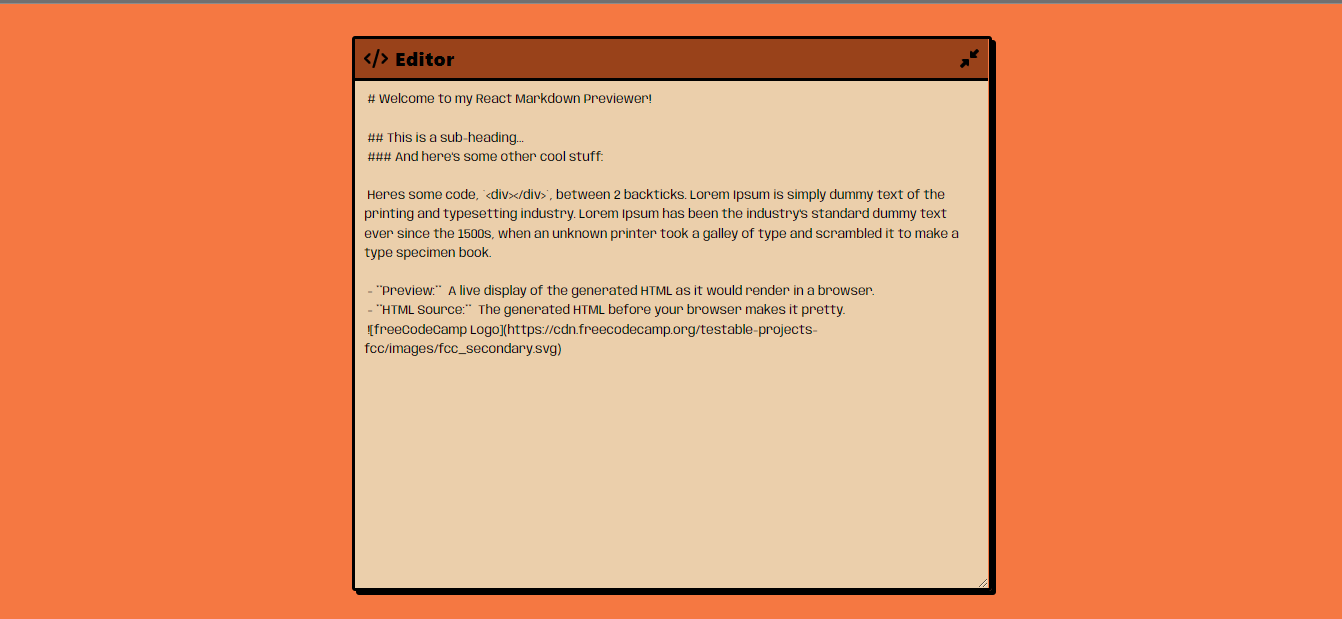 </> Editor
# Welcome to my React Markdown Previewer!
## This is a sub-heading...
### And here's some other cool stuff:
Heres some code, `<div></div>`, between 2 backticks. Lorem Ipsum is simply dummy text of the
printing and typesetting industry. Lorem Ipsum has been the industry's standard dummy text
ever since the 1500s, when an unknown printer took a galley of type and scrambled it to make a
type specimen book.
- **Preview:** A live display of the generated HTML as it would render in a browser.
- **HTML Source:** The generated HTML before your browser makes it pretty.
![freeCodeCamp Logo](https://cdn.freecodecamp.org/testable-projects-
fcc/images/fcc_secondary.svg)